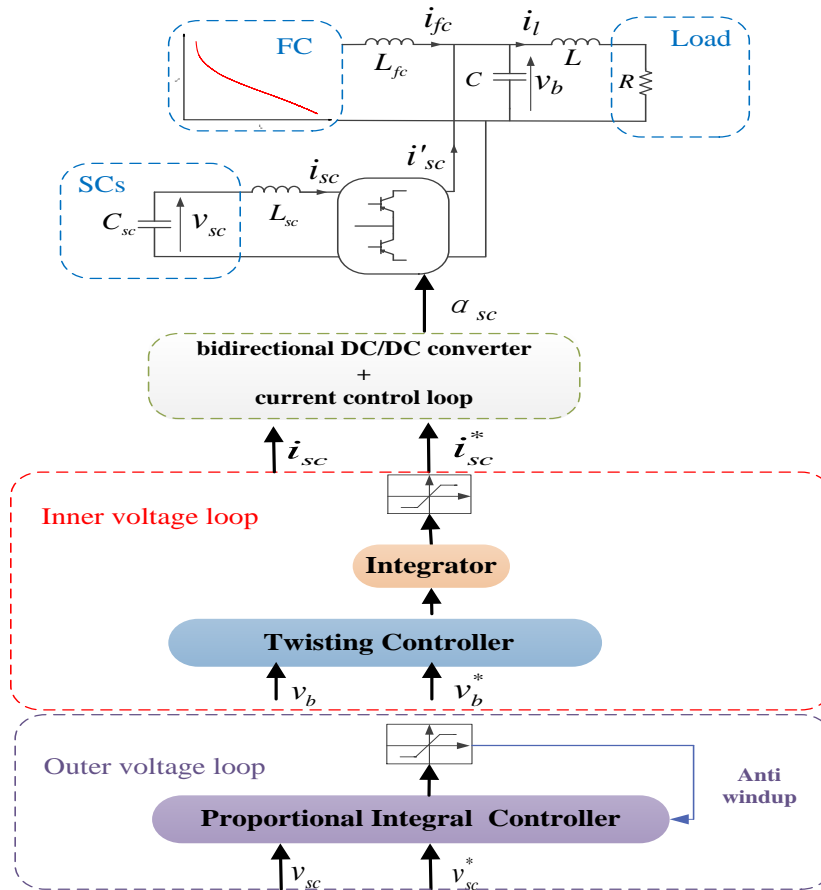 FC
L_fc
i_fc
i_l
L
Load
C
v_b
R
SCs
i_sc
i'_sc
C_sc
v_sc
L_sc
α_sc
bidirectional DC/DC converter
+
current control loop
i_sc
i*_sc
Inner voltage loop
Integrator
Twisting Controller
v_b
v*_b
Outer voltage loop
Anti
windup
Proportional Integral Controller
v_sc
v*_sc